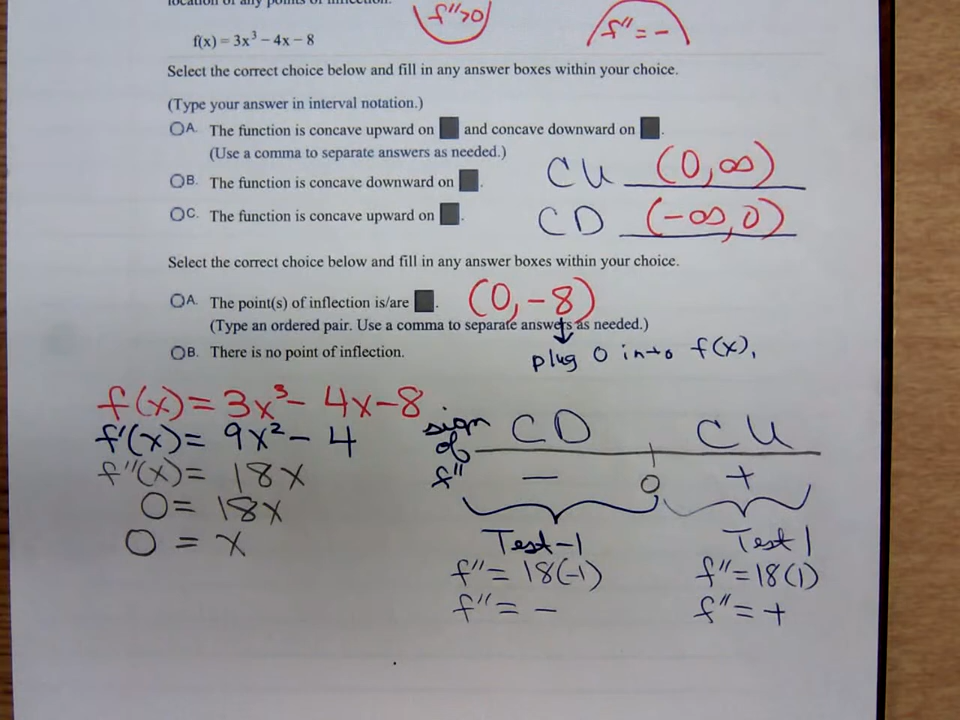 location of any points of inflection.
f''>0
f'' = -
f(x) = 3x³ − 4x − 8
Select the correct choice below and fill in any answer boxes within your choice.
(Type your answer in interval notation.)
A. The function is concave upward on and concave downward on .
(Use a comma to separate answers as needed.)
B. The function is concave downward on .
C. The function is concave upward on .
CU (0, ∞)
CD (-∞, 0)
Select the correct choice below and fill in any answer boxes within your choice.
A. The point(s) of inflection is/are . (0, -8)
(Type an ordered pair. Use a comma to separate answers as needed.)
B. There is no point of inflection.
plug 0 into f(x).
f(x) = 3x³ - 4x - 8
f'(x) = 9x² - 4
f''(x) = 18x
0 = 18x
0 = x
sign of f''
CD CU
- 0 +
Test -1 Test 1
f'' = 18(-1) f'' = 18(1)
f'' = - f'' = +